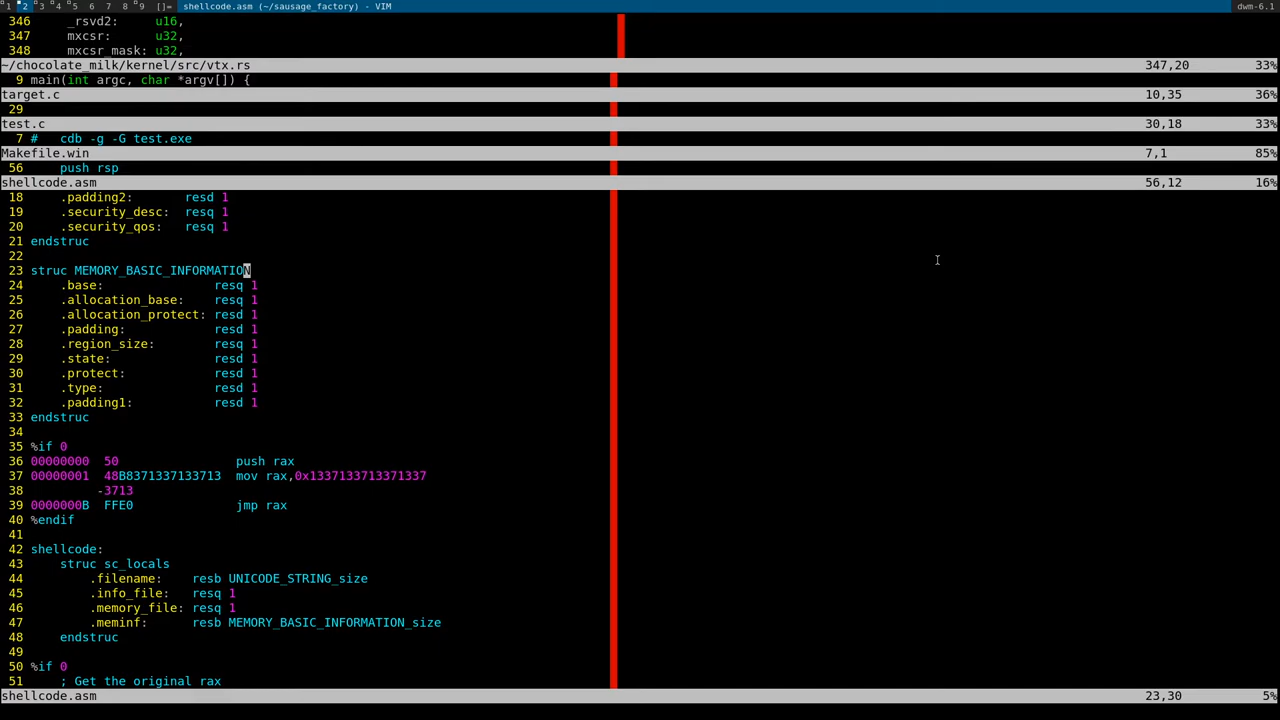 1 2 3 4 5 6 7 8 9 []= shellcode.asm (~/sausage_factory) - VIM dwm-6.1
346 _rsvd2: u16,
347 mxcsr: u32,
348 mxcsr_mask: u32,
~/chocolate_milk/kernel/src/vtx.rs 347,20 33%
9 main(int argc, char *argv[]) {
target.c 10,35 36%
29
test.c 30,18 33%
7 # cdb -g -G test.exe
Makefile.win 7,1 85%
56 push rsp
shellcode.asm 56,12 16%
18 .padding2: resd 1
19 .security_desc: resq 1
20 .security_qos: resq 1
21 endstruc
22
23 struc MEMORY_BASIC_INFORMATION
24 .base: resq 1
25 .allocation_base: resq 1
26 .allocation_protect: resd 1
27 .padding: resd 1
28 .region_size: resq 1
29 .state: resd 1
30 .protect: resd 1
31 .type: resd 1
32 .padding1: resd 1
33 endstruc
34
35 %if 0
36 00000000 50 push rax
37 00000001 48B8371337133713 mov rax,0x1337133713371337
38 -3713
39 0000000B FFE0 jmp rax
40 %endif
41
42 shellcode:
43 struc sc_locals
44 .filename: resb UNICODE_STRING_size
45 .info_file: resq 1
46 .memory_file: resq 1
47 .meminf: resb MEMORY_BASIC_INFORMATION_size
48 endstruc
49
50 %if 0
51 ; Get the original rax
shellcode.asm 23,30 5%